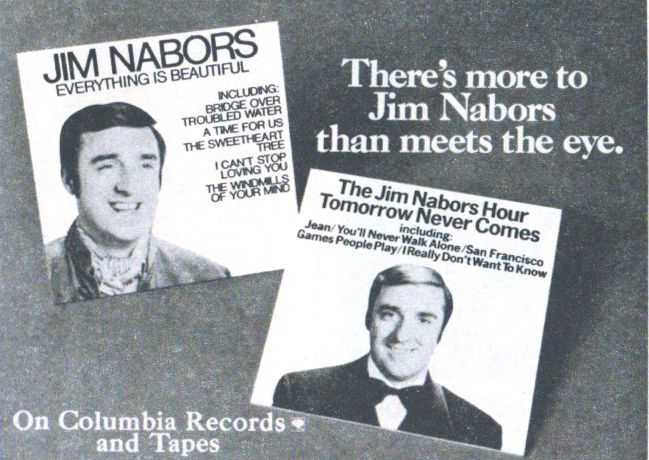 JIM NABORS
EVERYTHING IS BEAUTIFUL
INCLUDING:
BRIDGE OVER
TROUBLED WATER
A TIME FOR US
THE SWEETHEART
TREE
I CAN'T STOP
LOVING YOU
THE WINDMILLS
OF YOUR MIND
There's more to
Jim Nabors
than meets the eye.
The Jim Nabors Hour
Tomorrow Never Comes
including:
Jean/You'll Never Walk Alone/San Francisco
Games People Play/I Really Don't Want To Know
On Columbia Records
and Tapes